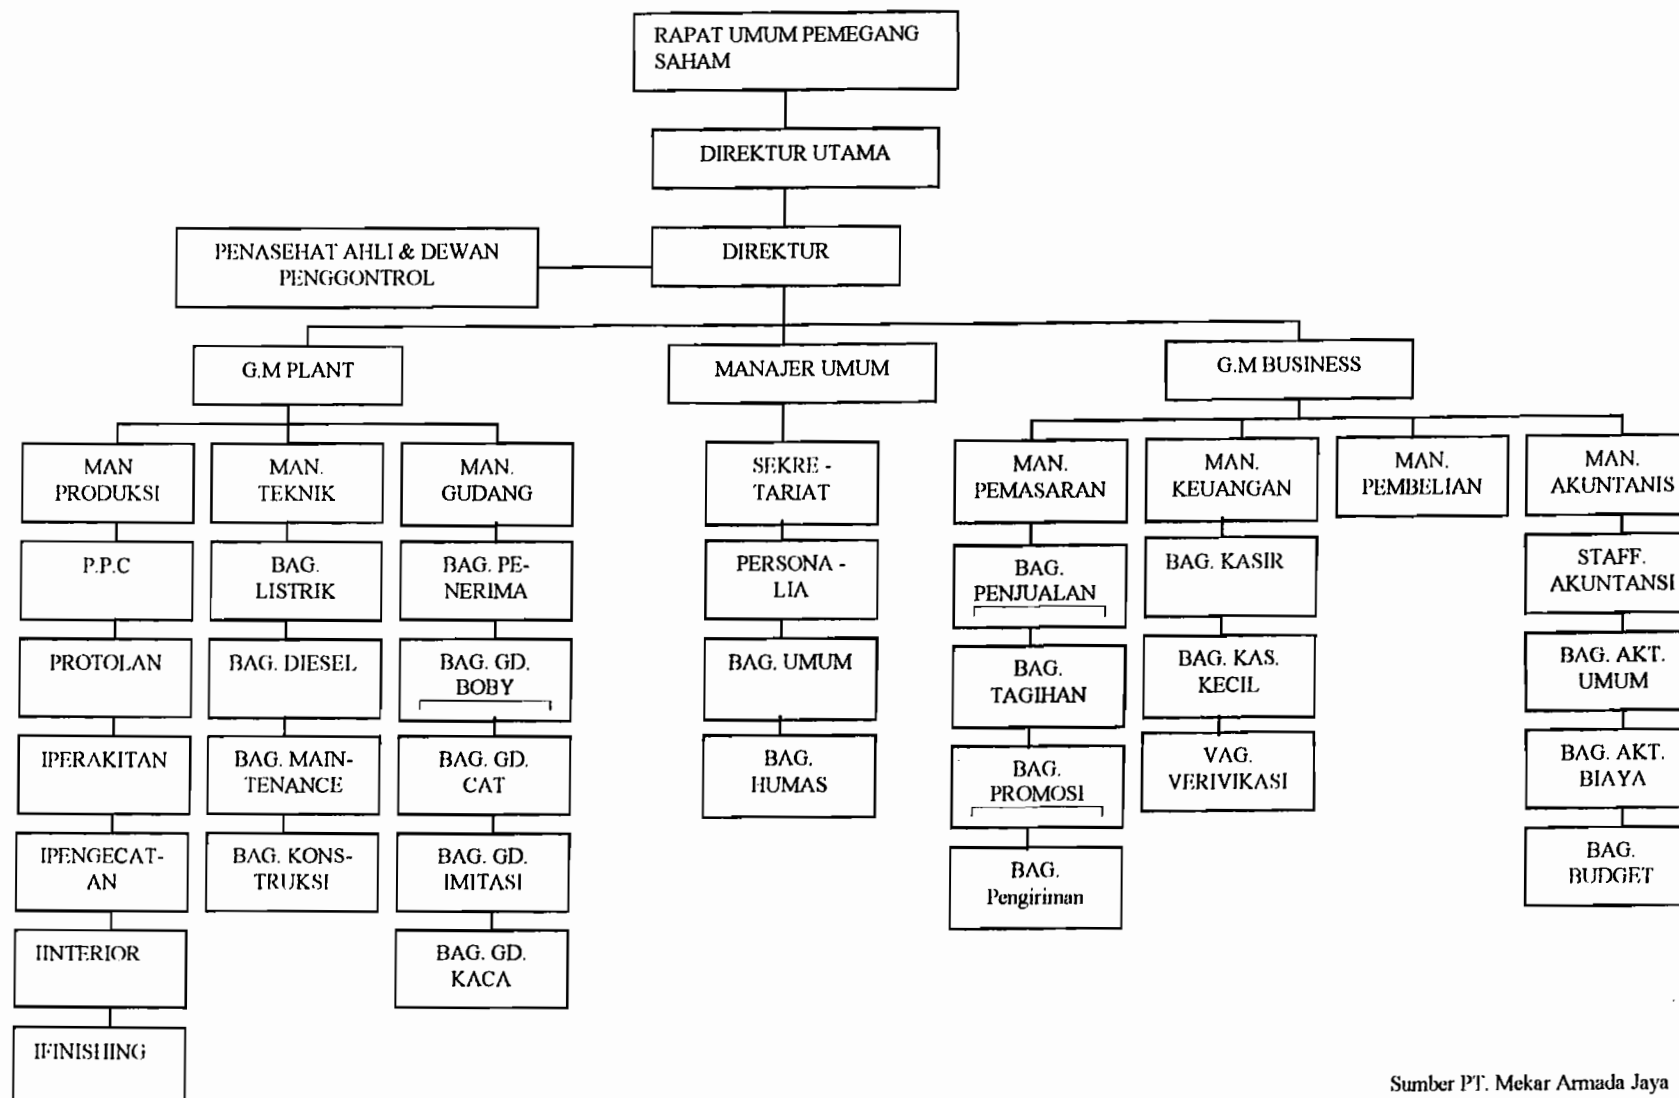 RAPAT UMUM PEMEGANG
SAHAM
DIREKTUR UTAMA
PENASEHAT AHLI & DEWAN
PENGGONTROL
DIREKTUR
G.M PLANT
MANAJER UMUM
G.M BUSINESS
MAN
PRODUKSI
MAN.
TEKNIK
MAN.
GUDANG
SEKRE -
TARIAT
MAN.
PEMASARAN
MAN.
KEUANGAN
MAN.
PEMBELIAN
MAN.
AKUNTANIS
P.P.C
BAG.
LISTRIK
BAG. PE-
NERIMA
PERSONA -
LIA
BAG.
PENJUALAN
BAG. KASIR
STAFF.
AKUNTANSI
PROTOLAN
BAG. DIESEL
BAG. GD.
BOBY
BAG. UMUM
BAG.
TAGIHAN
BAG. KAS.
KECIL
BAG. AKT.
UMUM
IPERAKITAN
BAG. MAIN-
TENANCE
BAG. GD.
CAT
BAG.
HUMAS
BAG.
PROMOSI
VAG.
VERIVIKASI
BAG. AKT.
BIAYA
IPENGECAT-
AN
BAG. KONS-
TRUKSI
BAG. GD.
IMITASI
BAG.
Pengiriman
BAG.
BUDGET
IINTERIOR
BAG. GD.
KACA
IFINISHING
Sumber PT. Mekar Armada Jaya